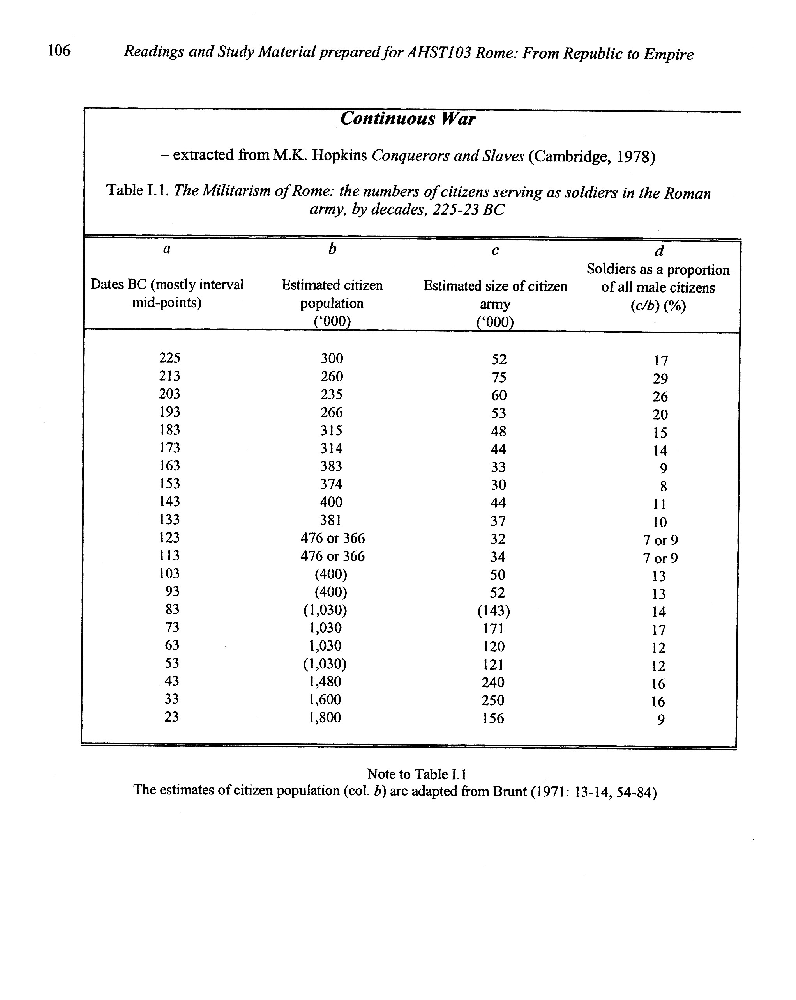 106 Readings and Study Material prepared for AHST103 Rome: From Republic to Empire
Continuous War
– extracted from M.K. Hopkins Conquerors and Slaves (Cambridge, 1978)
Table I.1. The Militarism of Rome: the numbers of citizens serving as soldiers in the Roman
army, by decades, 225-23 BC
a b c d
Soldiers as a proportion
Dates BC (mostly interval Estimated citizen Estimated size of citizen of all male citizens
mid-points) population army (c/b) (%)
(‘000) (‘000)
225 300 52 17
213 260 75 29
203 235 60 26
193 266 53 20
183 315 48 15
173 314 44 14
163 383 33 9
153 374 30 8
143 400 44 11
133 381 37 10
123 476 or 366 32 7 or 9
113 476 or 366 34 7 or 9
103 (400) 50 13
93 (400) 52 13
83 (1,030) (143) 14
73 1,030 171 17
63 1,030 120 12
53 (1,030) 121 12
43 1,480 240 16
33 1,600 250 16
23 1,800 156 9
Note to Table I.1
The estimates of citizen population (col. b) are adapted from Brunt (1971: 13-14, 54-84)